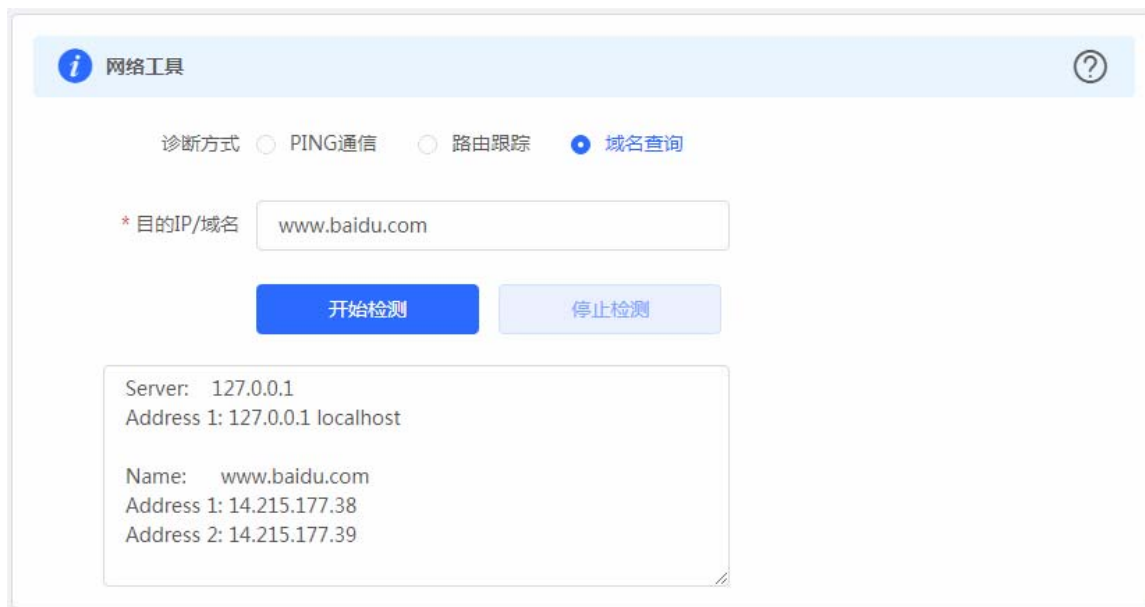 网络工具
诊断方式 PING通信 路由跟踪 域名查询
* 目的IP/域名 www.baidu.com
开始检测 停止检测
Server: 127.0.0.1
Address 1: 127.0.0.1 localhost
Name: www.baidu.com
Address 1: 14.215.177.38
Address 2: 14.215.177.39